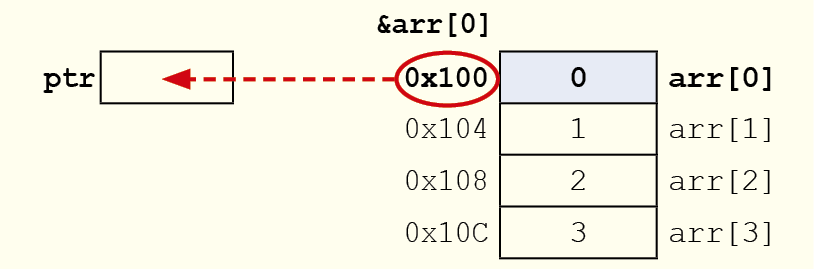 &arr[0]
ptr 0x100 0 arr[0]
0x104 1 arr[1]
0x108 2 arr[2]
0x10C 3 arr[3]